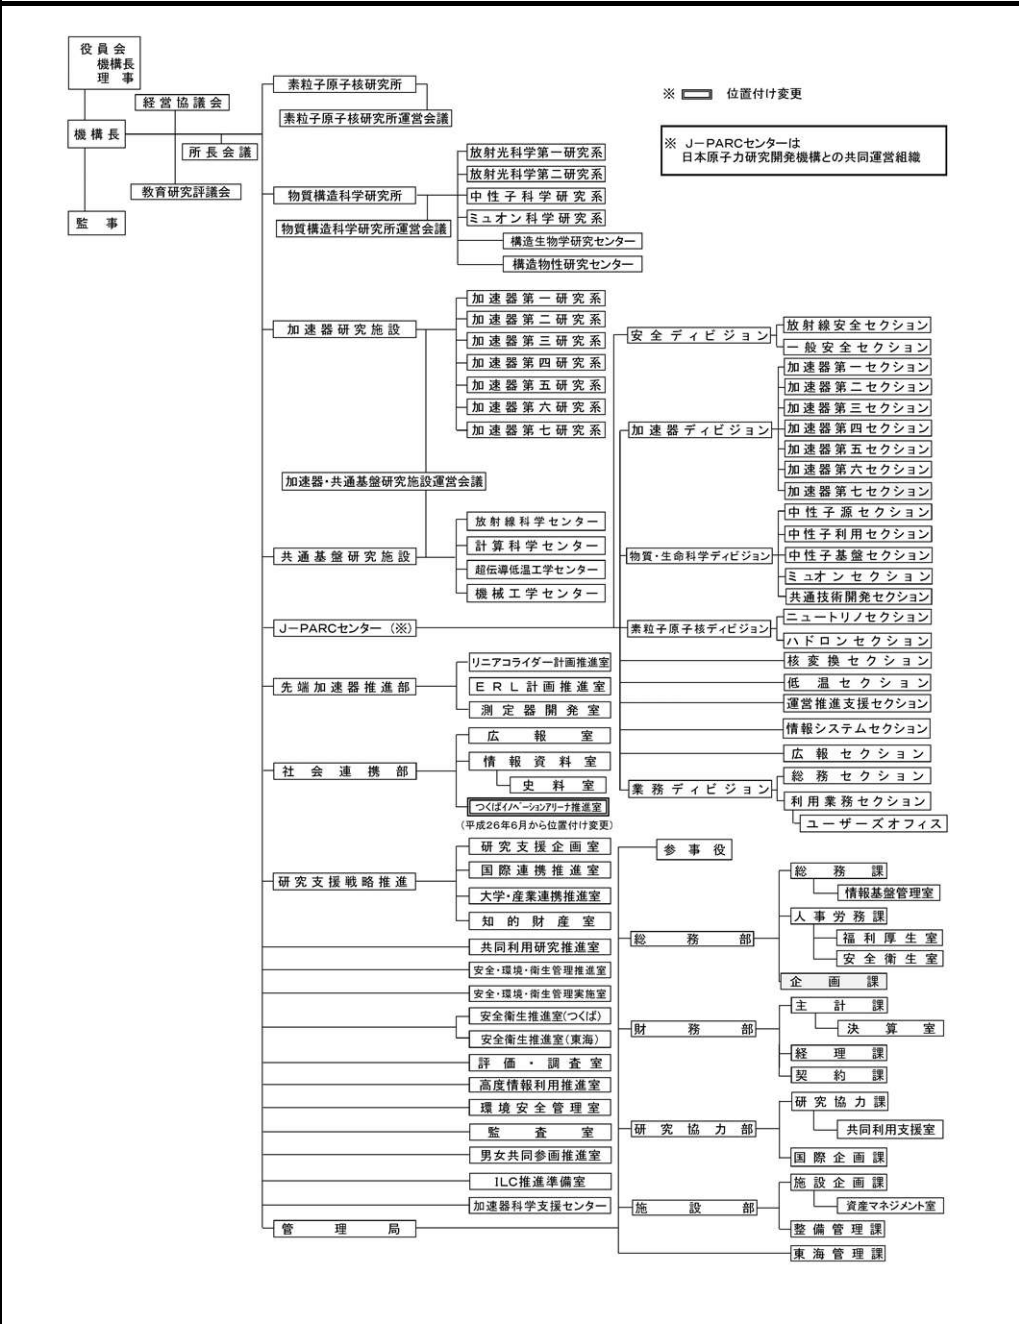 役員会
機構長
理事
経営協議会
機構長
所長会議
教育研究評議会
監事
※ 位置付け変更
※ J-PARCセンターは
日本原子力研究開発機構との共同運営組織
素粒子原子核研究所
素粒子原子核研究所運営会議
物質構造科学研究所
物質構造科学研究所運営会議
放射光科学第一研究系
放射光科学第二研究系
中性子科学研究系
ミュオン科学研究系
構造生物学研究センター
構造物性研究センター
加速器研究施設
加速器第一研究系
加速器第二研究系
加速器第三研究系
加速器第四研究系
加速器第五研究系
加速器第六研究系
加速器第七研究系
加速器・共通基盤研究施設運営会議
共通基盤研究施設
放射線科学センター
計算科学センター
超伝導低温工学センター
機械工学センター
J-PARCセンター(※)
安全ディビジョン
放射線安全セクション
一般安全セクション
加速器ディビジョン
加速器第一セクション
加速器第二セクション
加速器第三セクション
加速器第四セクション
加速器第五セクション
加速器第六セクション
加速器第七セクション
物質・生命科学ディビジョン
中性子源セクション
中性子利用セクション
中性子基盤セクション
ミュオンセクション
共通技術開発セクション
素粒子原子核ディビジョン
ニュートリノセクション
ハドロンセクション
核変換セクション
低温セクション
運営推進支援セクション
情報システムセクション
広報セクション
業務ディビジョン
総務セクション
利用業務セクション
ユーザーズオフィス
先端加速器推進部
リニアコライダー計画推進室
ERL計画推進室
測定器開発室
社会連携部
広報室
情報資料室
史料室
つくばイノベーションアリーナ推進室
(平成26年6月から位置付け変更)
研究支援戦略推進
研究支援企画室
国際連携推進室
大学・産業連携推進室
知的財産室
共同利用研究推進室
安全・環境・衛生管理推進室
安全・環境・衛生管理実施室
安全衛生推進室(つくば)
安全衛生推進室(東海)
評価・調査室
高度情報利用推進室
環境安全管理室
監査室
男女共同参画推進室
ILC推進準備室
加速器科学支援センター
管理局
参事役
総務部
総務課
情報基盤管理室
人事労務課
福利厚生室
安全衛生室
企画課
財務部
主計課
決算室
経理課
契約課
研究協力部
研究協力課
共同利用支援室
国際企画課
施設部
施設企画課
資産マネジメント室
整備管理課
東海管理課